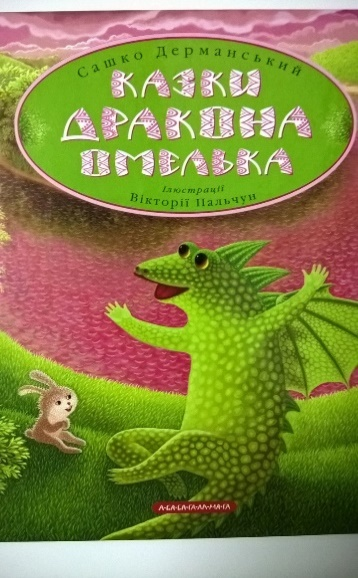 Сашко Дерманський
КАЗКИ
ДРАКОНА
ОМЕЛЬКА
Ілюстрації
Вікторії Пальчун
А-БА-БА-ГА-ЛА-МА-ГА